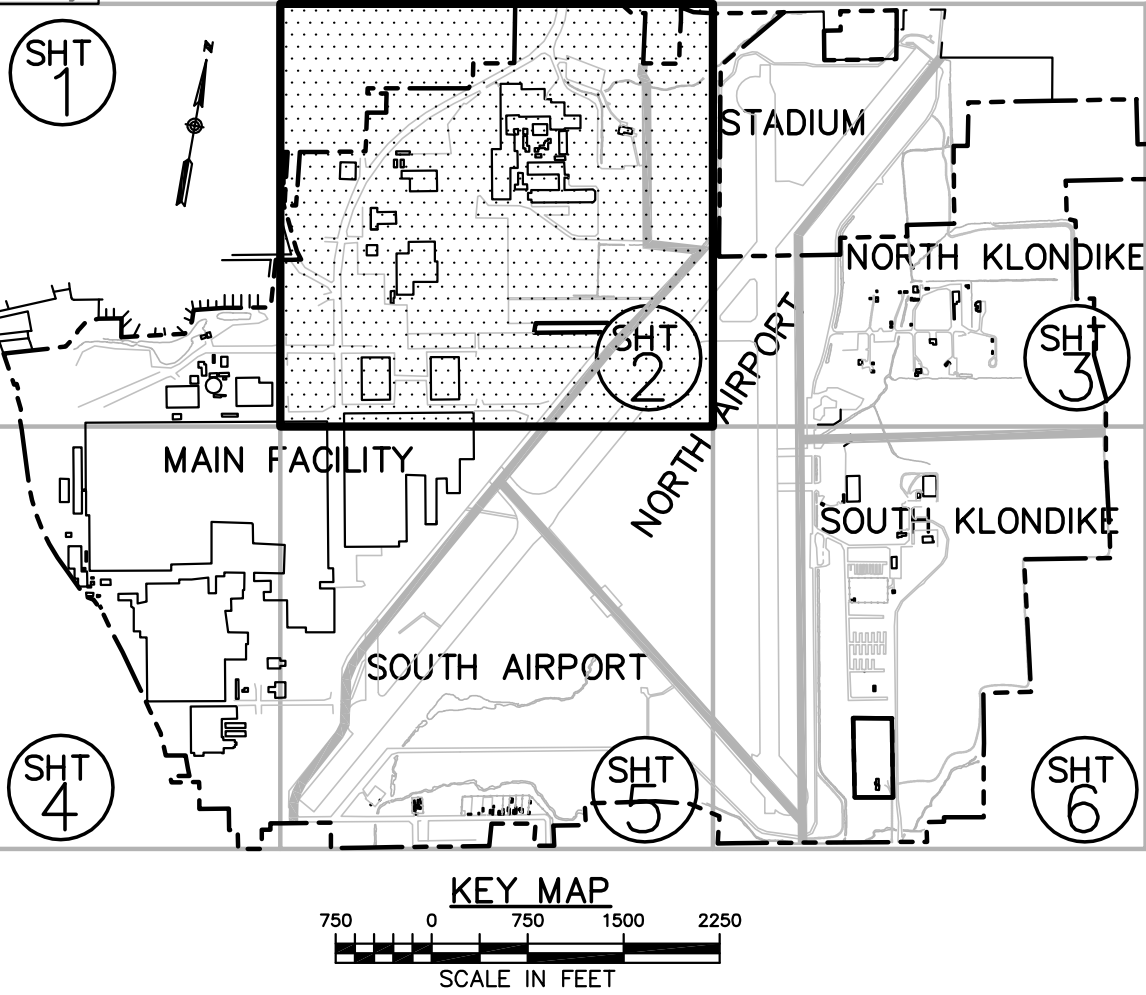 SHT
1
N
STADIUM
NORTH KLONDIKE
SHT
2
SHT
3
NORTH AIRPORT
MAIN FACILITY
SOUTH KLONDIKE
SOUTH AIRPORT
SHT
4
SHT
5
SHT
6
KEY MAP
750 0 750 1500 2250
SCALE IN FEET